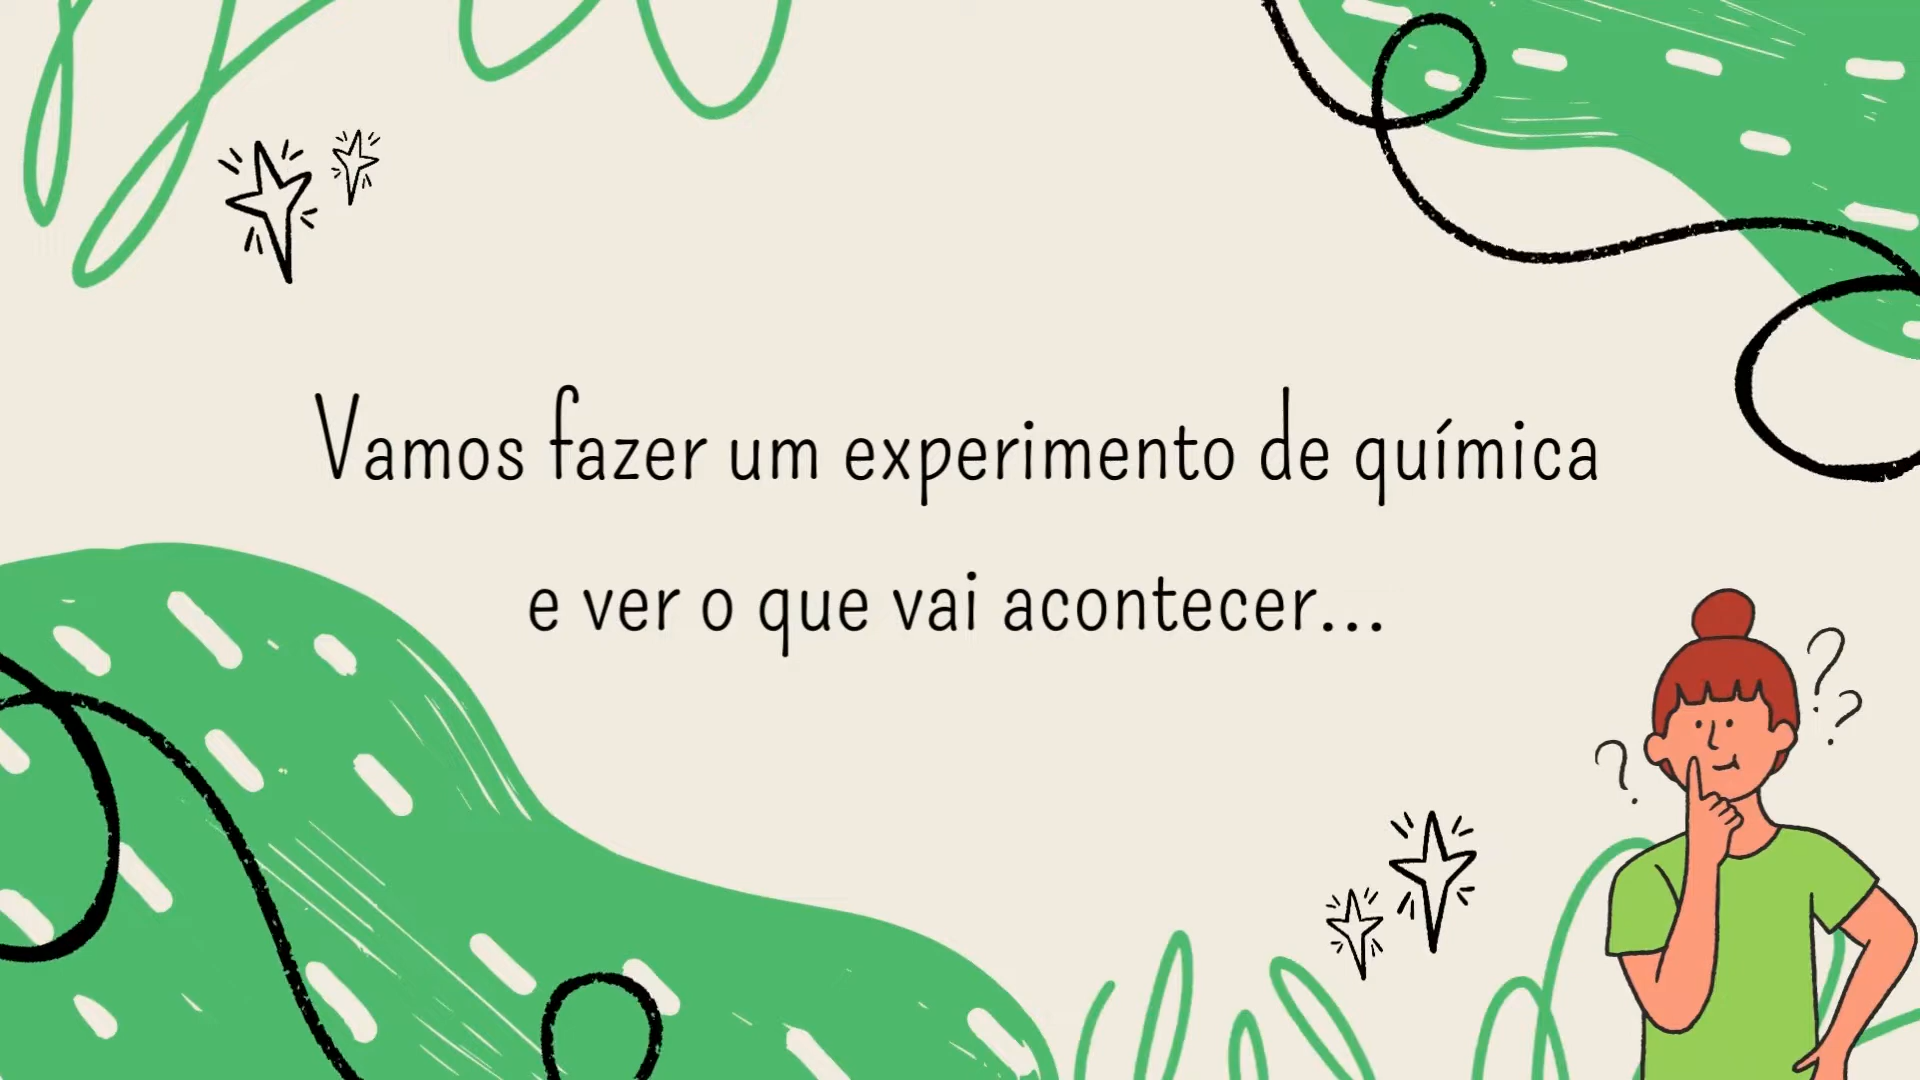 Vamos fazer um experimento de química
e ver o que vai acontecer...